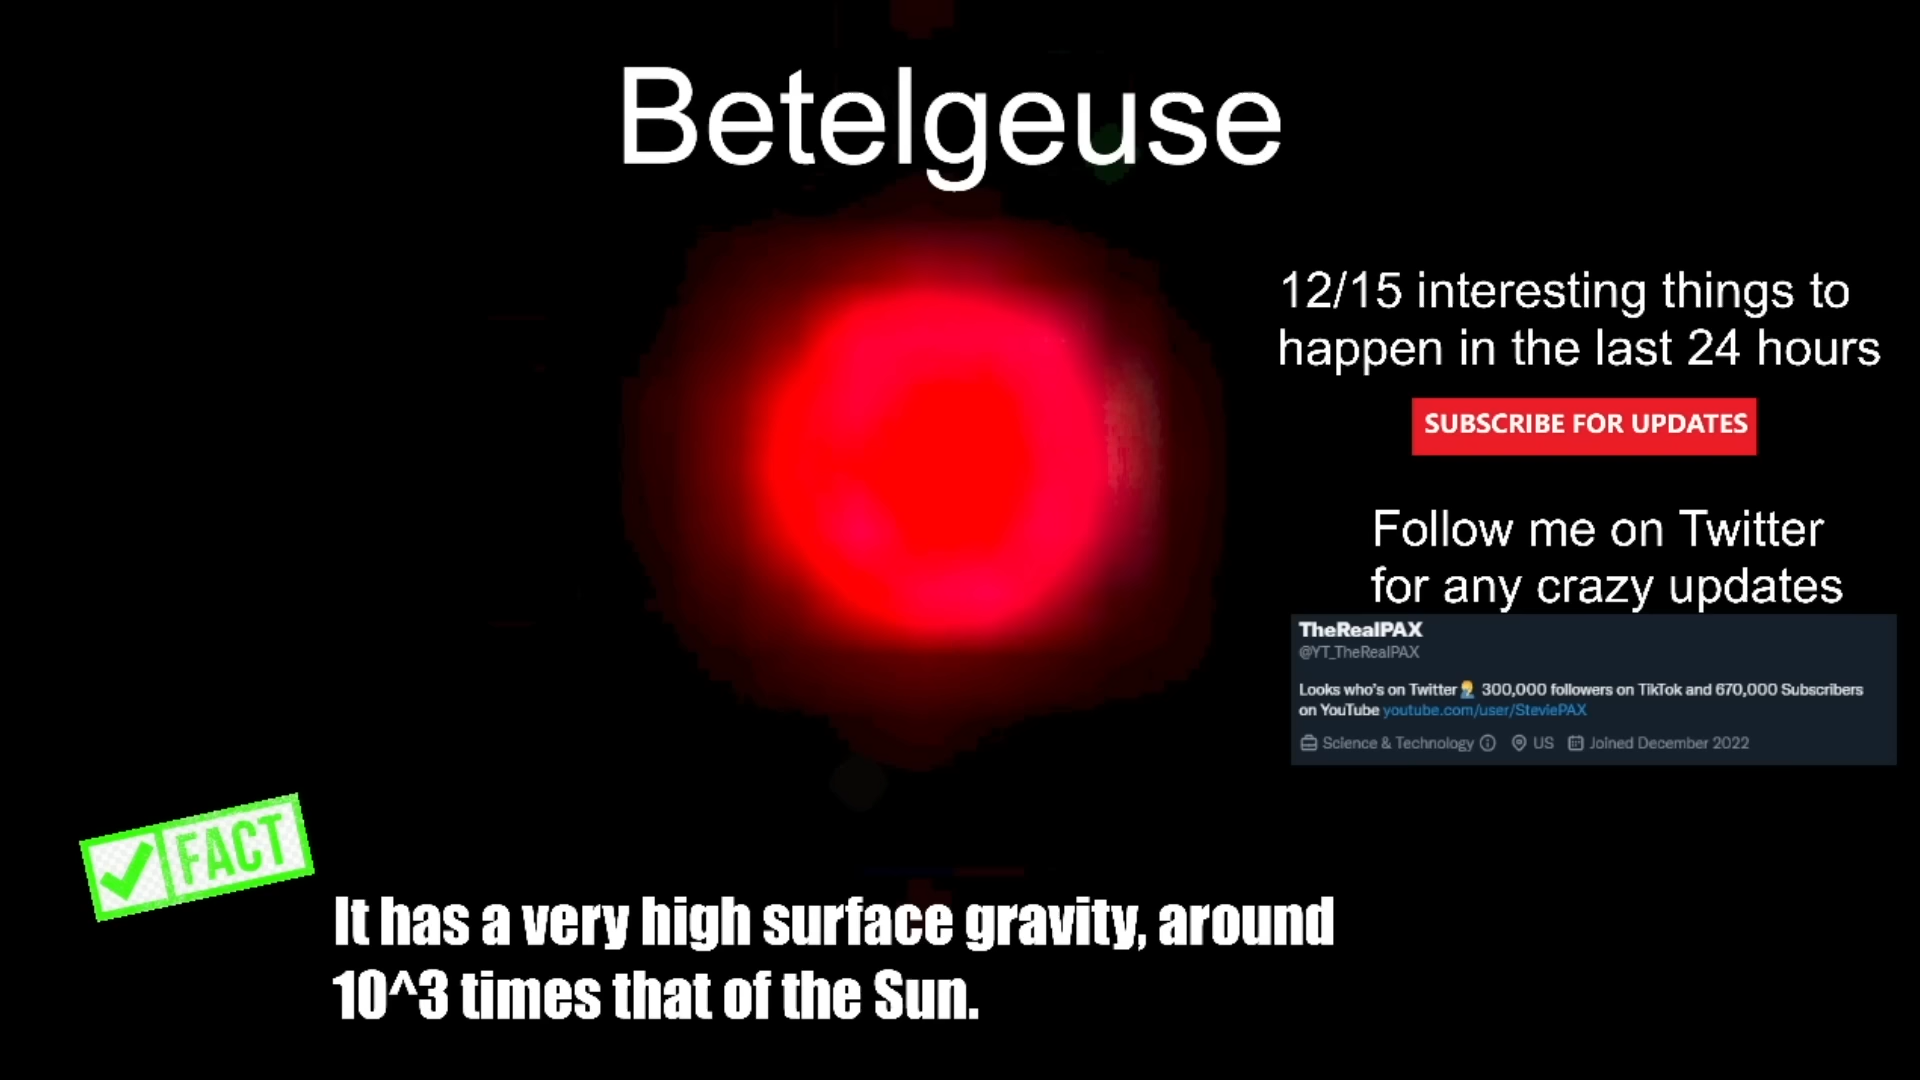 Betelgeuse
12/15 interesting things to
happen in the last 24 hours
SUBSCRIBE FOR UPDATES
Follow me on Twitter
for any crazy updates
TheRealPAX
@YT_TheRealPAX
Looks who's on Twitter🤦‍♂️ 300,000 followers on TikTok and 670,000 Subscribers
on YouTube youtube.com/user/SteviePAX
Science & Technology US Joined December 2022
FACT
It has a very high surface gravity, around
10^3 times that of the Sun.